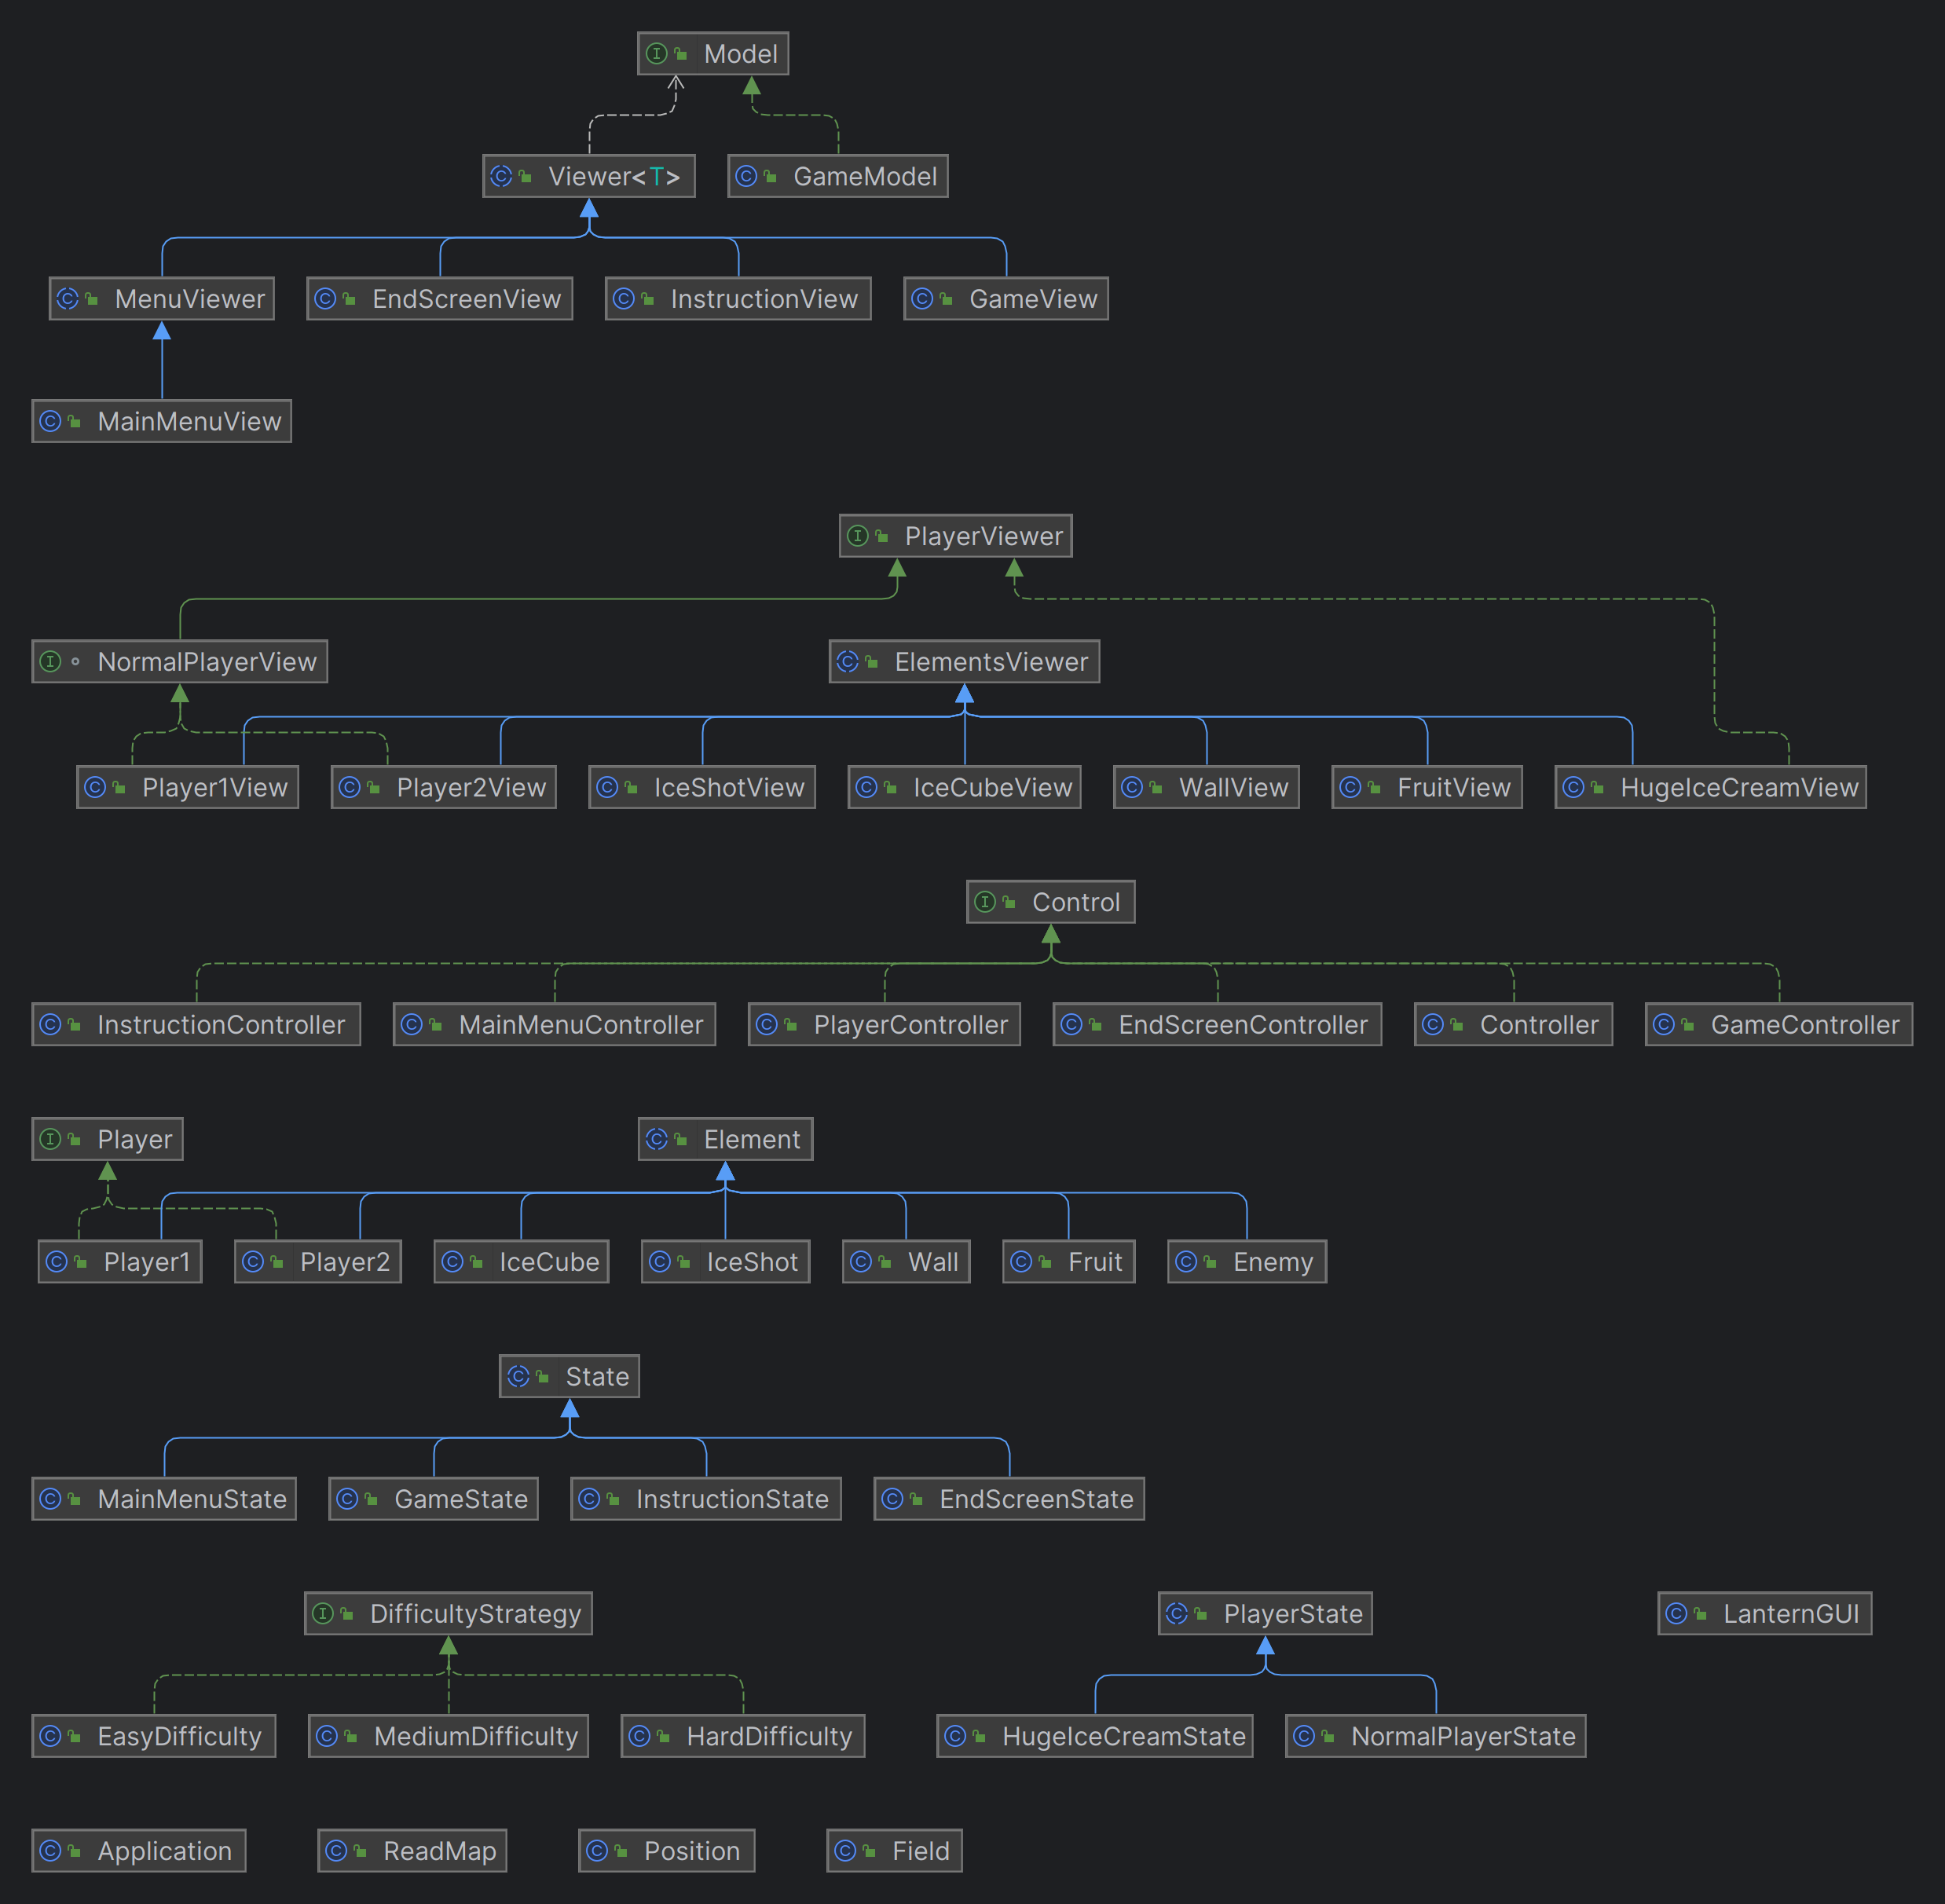 Model
Viewer<T>
GameModel
MenuViewer
EndScreenView
InstructionView
GameView
MainMenuView
PlayerViewer
NormalPlayerView
ElementsViewer
Player1View
Player2View
IceShotView
IceCubeView
WallView
FruitView
HugeIceCreamView
Control
InstructionController
MainMenuController
PlayerController
EndScreenController
Controller
GameController
Player
Element
Player1
Player2
IceCube
IceShot
Wall
Fruit
Enemy
State
MainMenuState
GameState
InstructionState
EndScreenState
DifficultyStrategy
PlayerState
LanternGUI
EasyDifficulty
MediumDifficulty
HardDifficulty
HugeIceCreamState
NormalPlayerState
Application
ReadMap
Position
Field